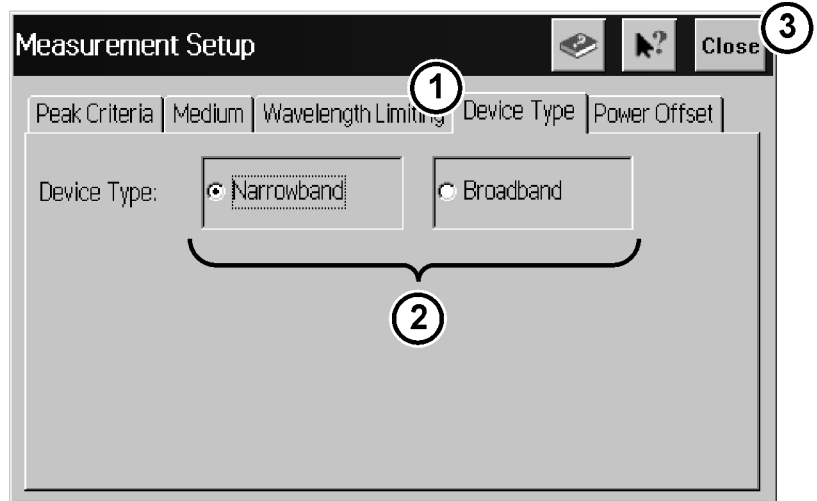 Measurement Setup
?
Close
3
1
Peak Criteria
Medium
Wavelength Limiting
Device Type
Power Offset
Device Type:
Narrowband
Broadband
2